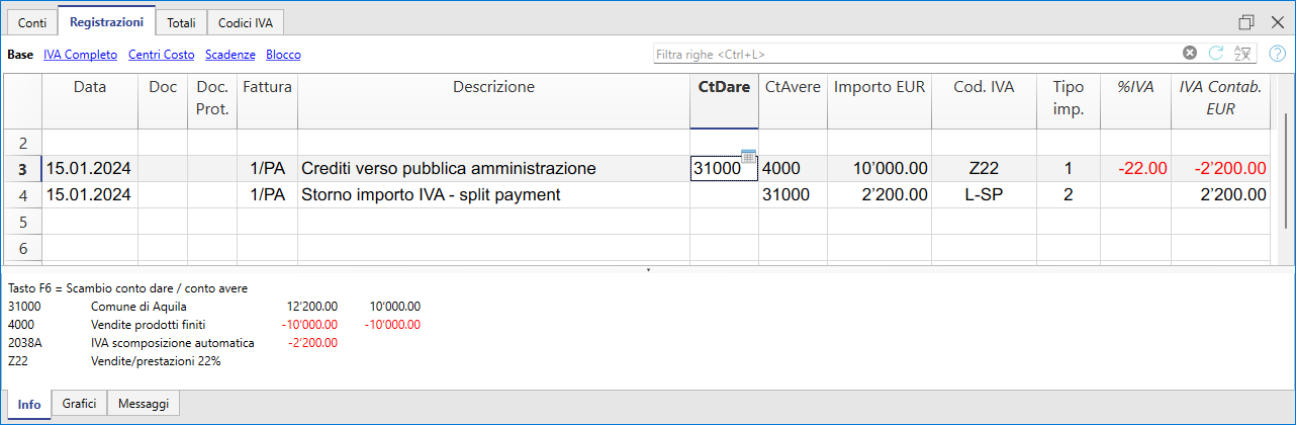 Conti Registrazioni Totali Codici IVA
Base IVA Completo Centri Costo Scadenze Blocco Filtra righe <Ctrl+L>
Data Doc Doc. Prot. Fattura Descrizione CtDare CtAvere Importo EUR Cod. IVA Tipo imp. %IVA IVA Contab. EUR
2
3 15.01.2024 1/PA Crediti verso pubblica amministrazione 31000 4000 10’000.00 Z22 1 -22.00 -2’200.00
4 15.01.2024 1/PA Storno importo IVA - split payment 31000 2’200.00 L-SP 2 2’200.00
5
6
Tasto F6 = Scambio conto dare / conto avere
31000 Comune di Aquila 12’200.00 10’000.00
4000 Vendite prodotti finiti -10’000.00 -10’000.00
2038A IVA scomposizione automatica -2’200.00
Z22 Vendite/prestazioni 22%
Info Grafici Messaggi